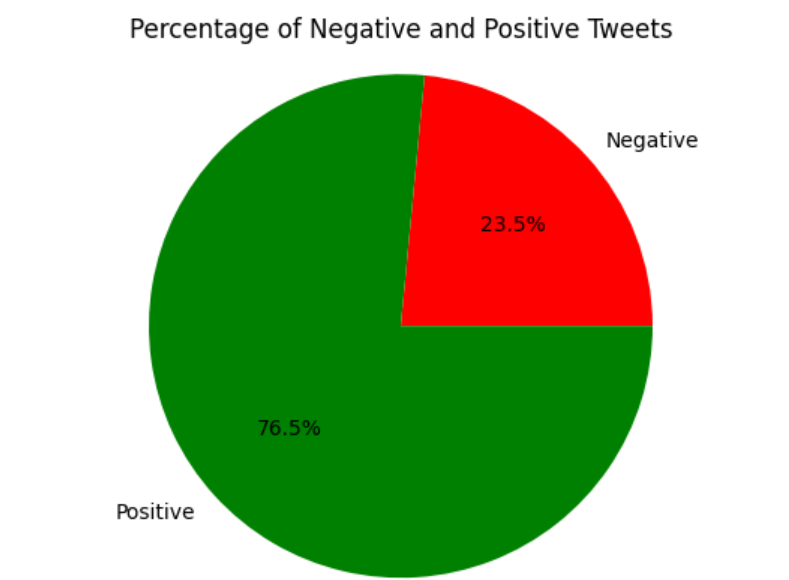 Percentage of Negative and Positive Tweets
Negative
23.5%
76.5%
Positive